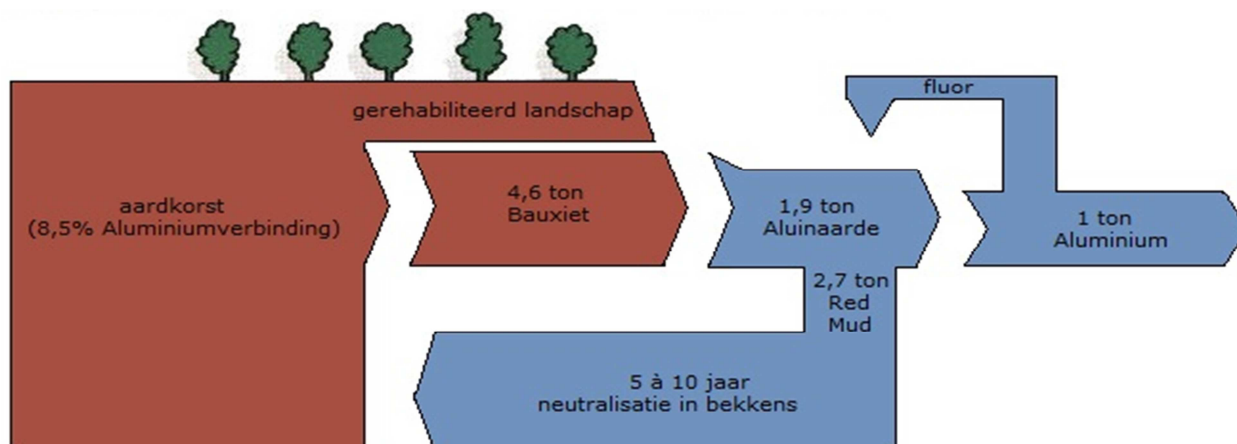 gerehabiliteerd landschap
aardkorst
(8,5% Aluminiumverbinding)
4,6 ton
Bauxiet
1,9 ton
Aluinaarde
fluor
1 ton
Aluminium
2,7 ton
Red
Mud
5 à 10 jaar
neutralisatie in bekkens